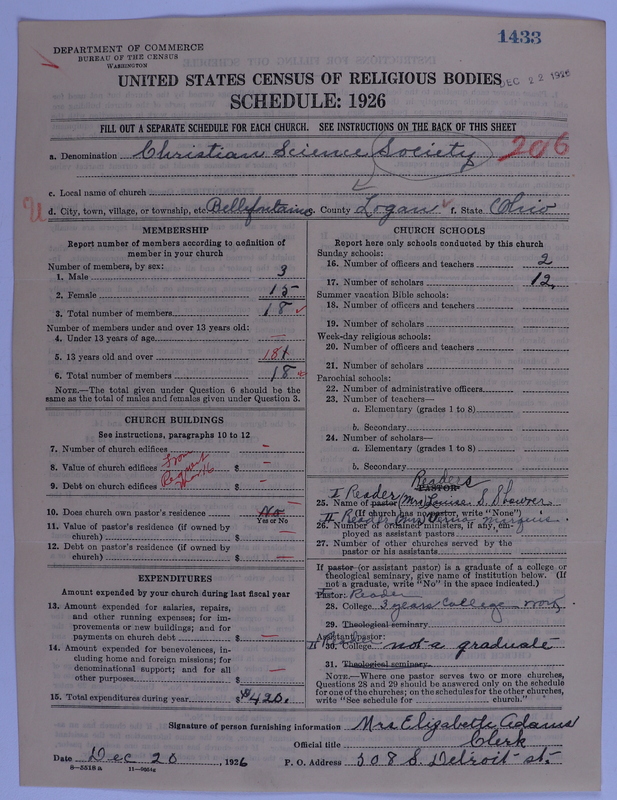 1433
DEPARTMENT OF COMMERCE
BUREAU OF THE CENSUS
WASHINGTON
UNITED STATES CENSUS OF RELIGIOUS BODIES
DEC 22 1926
SCHEDULE: 1926
FILL OUT A SEPARATE SCHEDULE FOR EACH CHURCH. SEE INSTRUCTIONS ON THE BACK OF THIS SHEET
a. Denomination Christian Science Society 206
c. Local name of church
d. City, town, village, or township, etc. Bellefontaine e. County Logan f. State Ohio
MEMBERSHIP
Report number of members according to definition of
member in your church
Number of members, by sex:
1. Male 3
2. Female 15
3. Total number of members 18
Number of members under and over 13 years old:
4. Under 13 years of age —
5. 13 years old and over 18
6. Total number of members 18
NOTE.—The total given under Question 6 should be the
same as the total of males and females given under Question 3.
CHURCH BUILDINGS
See instructions, paragraphs 10 to 12
7. Number of church edifices —
8. Value of church edifices $ —
9. Debt on church edifices $ —
From
10. Does church own pastor's residence No
Yes or No
11. Value of pastor's residence (if owned by
church) $ —
12. Debt on pastor's residence (if owned by
church) $ —
EXPENDITURES
Amount expended by your church during last fiscal year
13. Amount expended for salaries, repairs,
and other running expenses; for im-
provements or new buildings; and for
payments on church debt $ —
14. Amount expended for benevolences, in-
cluding home and foreign missions; for
denominational support; and for all
other purposes $ —
15. Total expenditures during year $420.
CHURCH SCHOOLS
Report here only schools conducted by this church
Sunday schools:
16. Number of officers and teachers 2
17. Number of scholars 12
Summer vacation Bible schools:
18. Number of officers and teachers
19. Number of scholars
Week-day religious schools:
20. Number of officers and teachers
21. Number of scholars
Parochial schools:
22. Number of administrative officers
23. Number of teachers—
a. Elementary (grades 1 to 8)
b. Secondary
24. Number of scholars—
a. Elementary (grades 1 to 8)
b. Secondary
Readers
PASTOR
I Reader
25. Name of pastor (Mrs) Louise S. Shawver
(If church has no pastor, write "None")
II Reader (Mrs) Verna Marquis
26. Number of ordained ministers, if any, em-
ployed as assistant pastors
27. Number of other churches served by the
pastor or his assistants
If pastor (or assistant pastor) is a graduate of a college or
theological seminary, give name of institution below. (If
not a graduate, write "No" in the space indicated.)
Pastor: I Reader
28. College 3 years College work
29. Theological seminary
Assistant pastor:
30. College not a graduate
31. Theological seminary
NOTE.—Where one pastor serves two or more churches,
Questions 28 and 29 should be answered only on the schedule
for one of the churches; on the schedules for the other churches,
write "See schedule for church."
Signature of person furnishing information Mrs Elizabeth Adams
Official title Clerk
Date Dec 20, 1926 P. O. Address 308 S. Detroit st.
8—5518 a